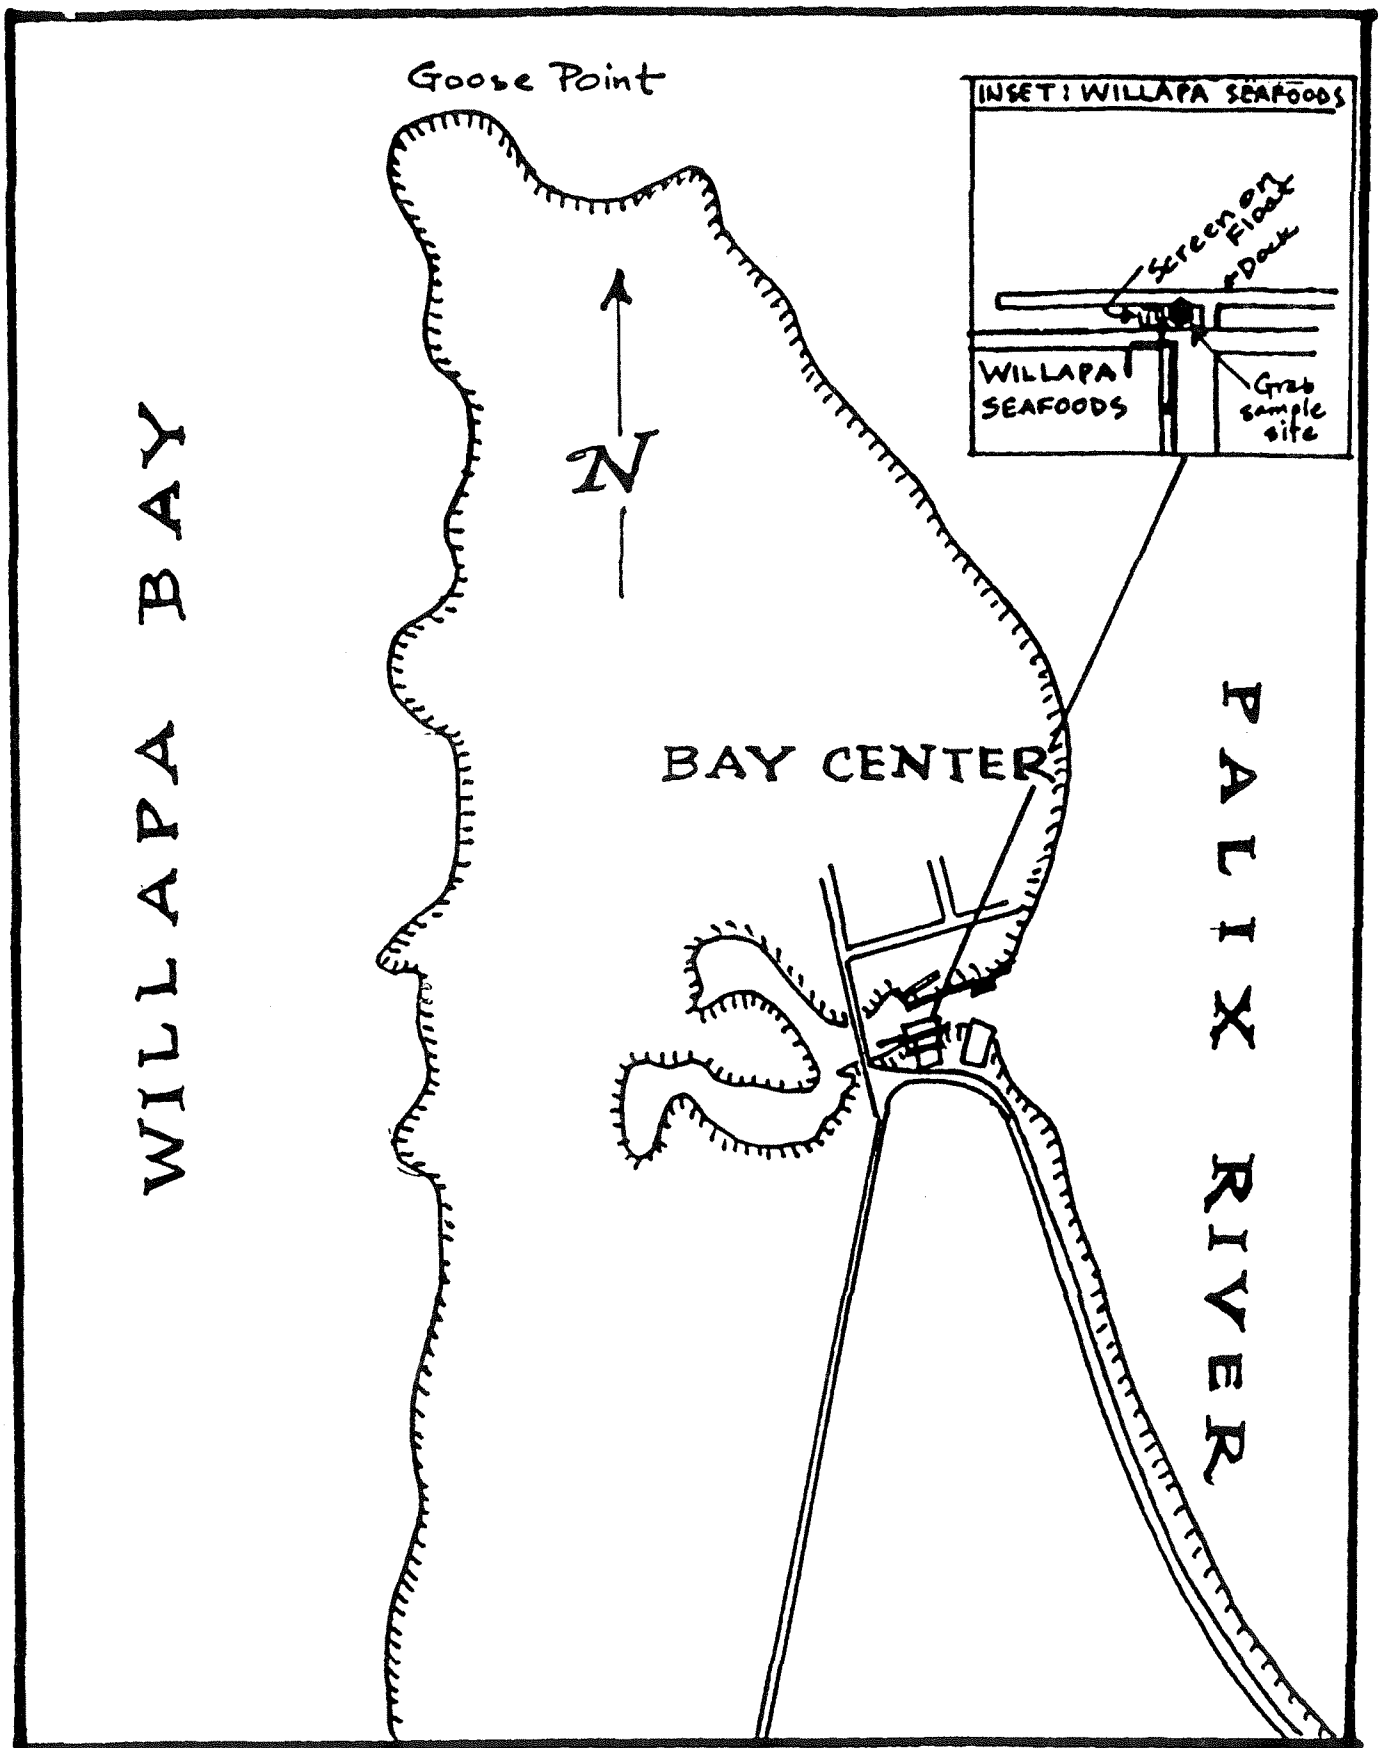 Goose Point
INSET: WILLAPA SEAFOODS
Screen on
Float
Dock
WILLAPA
SEAFOODS
Grab
sample
site
N
WILLAPA BAY
BAY CENTER
PALIX RIVER